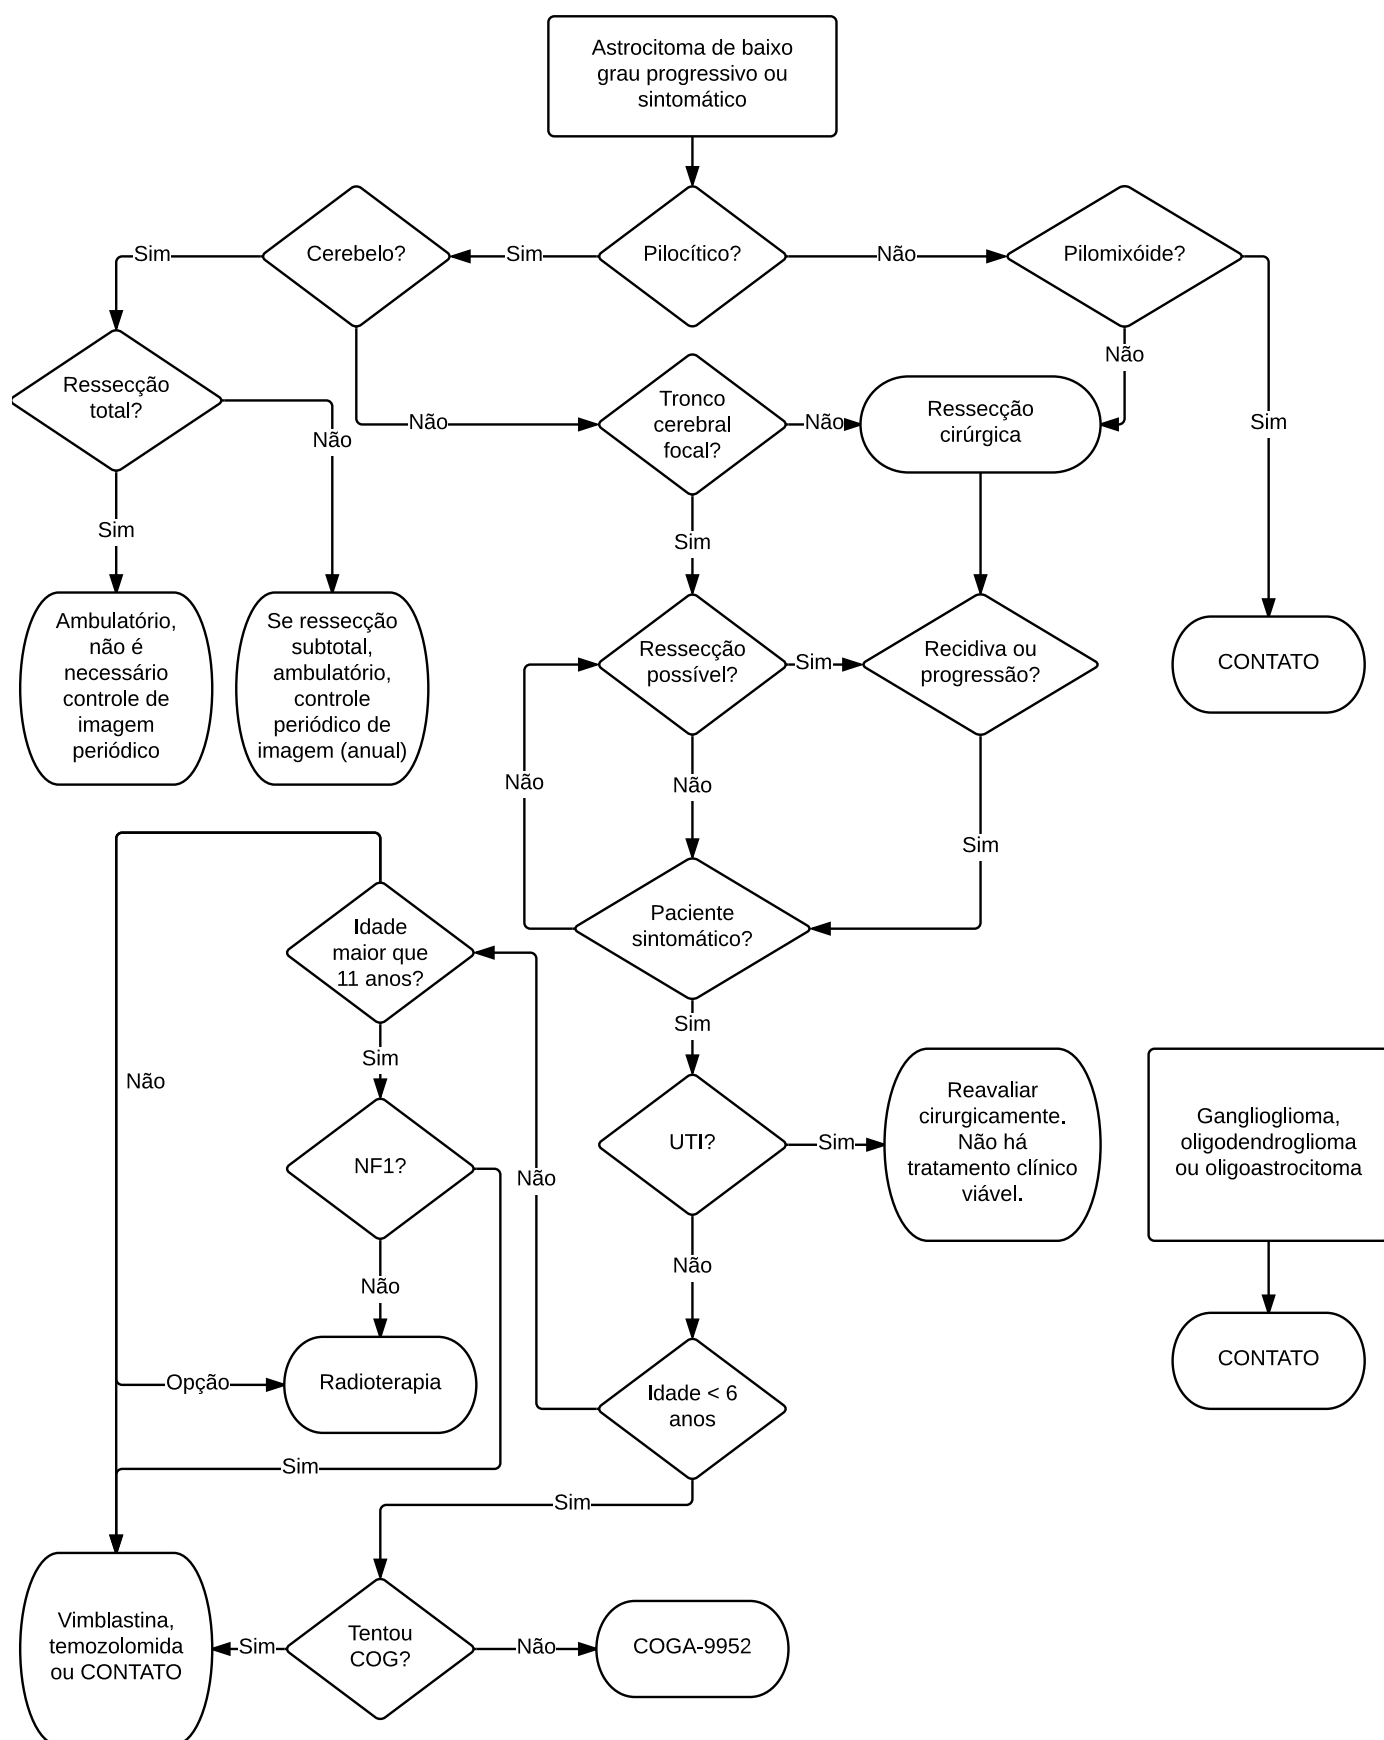 Astrocitoma de baixo
grau progressivo ou
sintomático
Sim
Cerebelo?
Sim
Pilocítico?
Não
Pilomixóide?
Não
Ressecção
total?
Não
Não
Tronco
cerebral
focal?
Não
Ressecção
cirúrgica
Sim
Sim
Sim
Ambulatório,
não é
necessário
controle de
imagem
periódico
Se ressecção
subtotal,
ambulatório,
controle
periódico de
imagem (anual)
Ressecção
possível?
Sim
Recidiva ou
progressão?
CONTATO
Não
Não
Sim
Idade
maior que
11 anos?
Paciente
sintomático?
Sim
Sim
Não
NF1?
Não
UTI?
Sim
Reavaliar
cirurgicamente.
Não há
tratamento clínico
viável.
Ganglioglioma,
oligodendroglioma
ou oligoastrocitoma
Não
Não
Opção
Radioterapia
Idade < 6
anos
CONTATO
Sim
Sim
Vimblastina,
temozolomida
ou CONTATO
Sim
Tentou
COG?
Não
COGA-9952